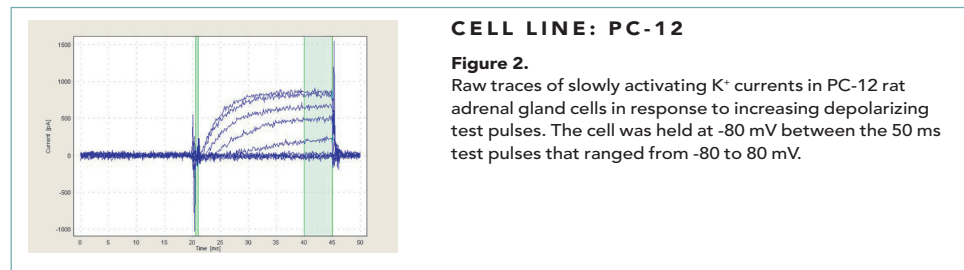 CELL LINE: PC-12
Figure 2.
Raw traces of slowly activating K⁺ currents in PC-12 rat
adrenal gland cells in response to increasing depolarizing
test pulses. The cell was held at -80 mV between the 50 ms
test pulses that ranged from -80 to 80 mV.
1500
1000
500
0
-500
-1000
Current [pA]
0 5 10 15 20 25 30 35 40 45 50
Time [ms]